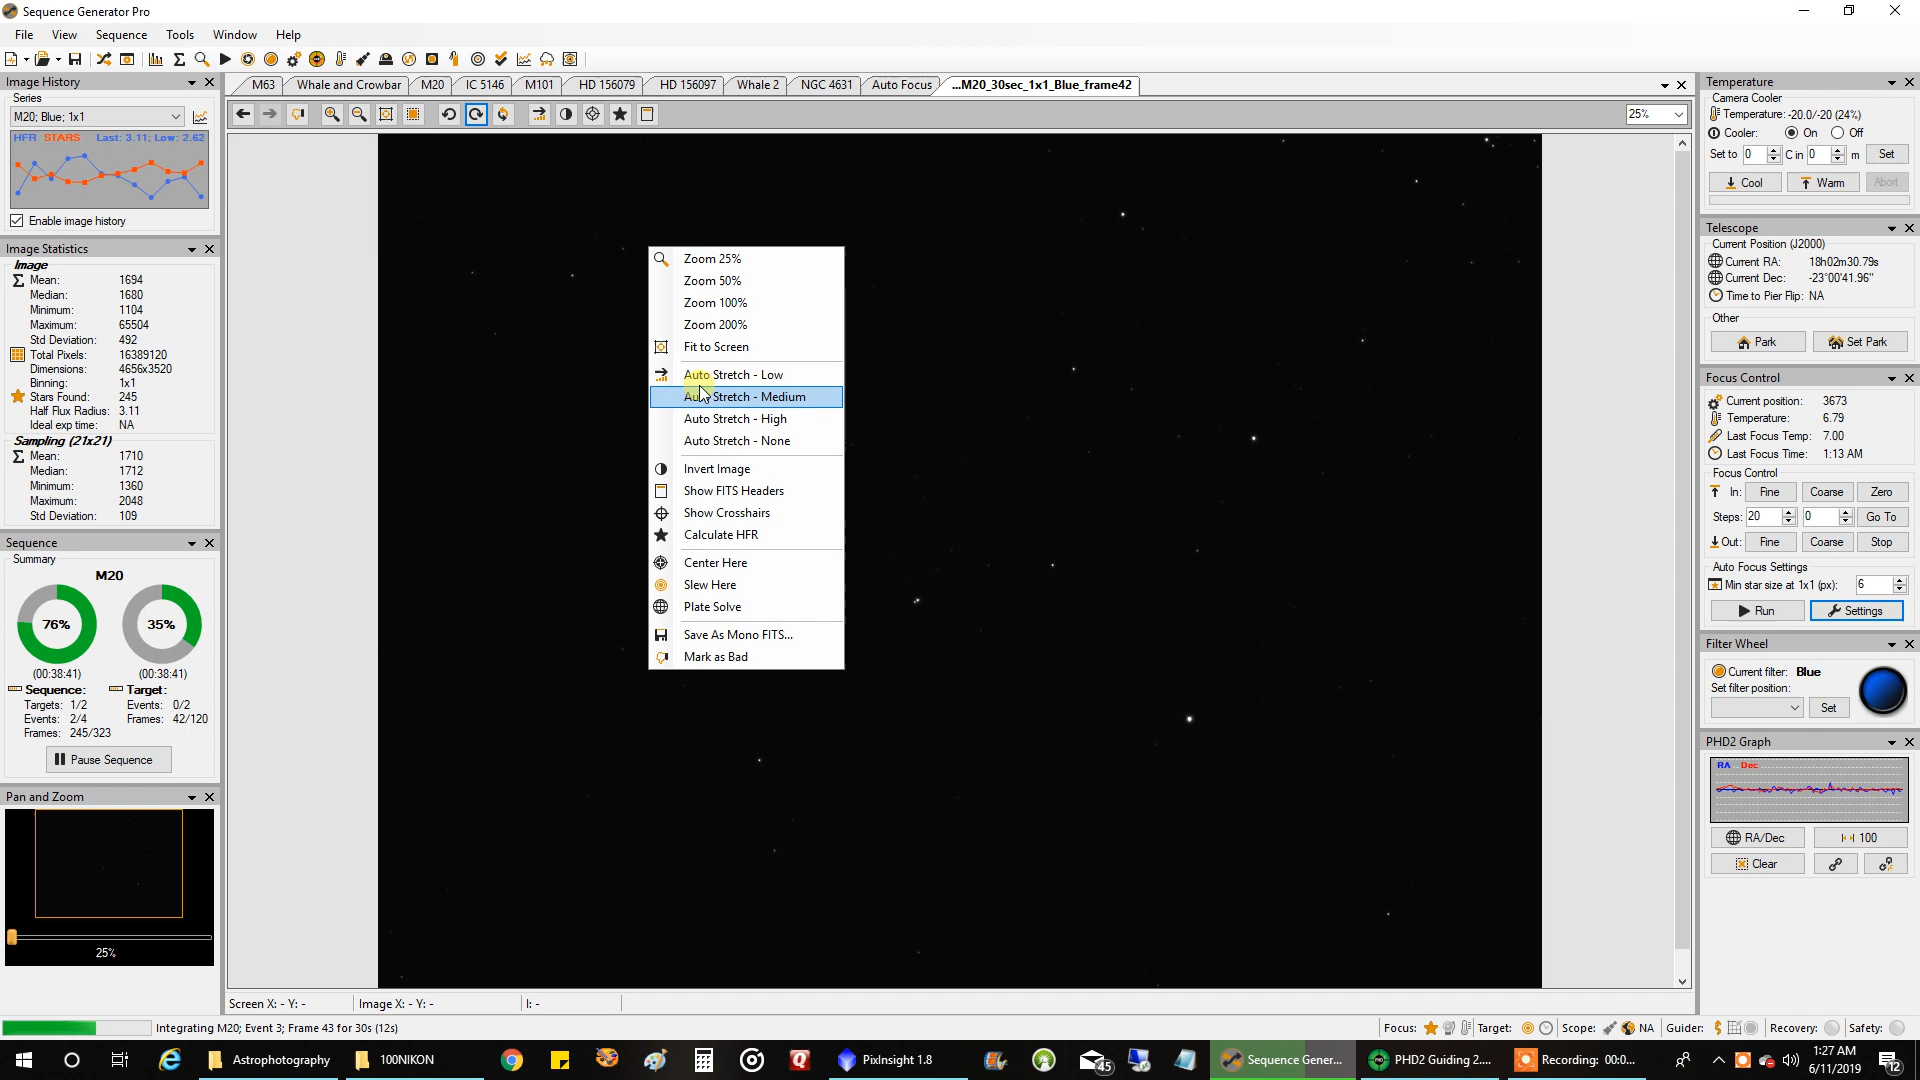 Sequence Generator Pro
File View Sequence Tools Window Help
Image History
Series
M20; Blue; 1x1
HFR STARS Last: 3.11; Low: 2.62
Enable image history
Image Statistics
Image
Mean: 1694
Median: 1680
Minimum: 1104
Maximum: 65504
Std Deviation: 492
Total Pixels: 16389120
Dimensions: 4656x3520
Binning: 1x1
Stars Found: 245
Half Flux Radius: 3.11
Ideal exp time: NA
Sampling (21x21)
Mean: 1710
Median: 1712
Minimum: 1360
Maximum: 2048
Std Deviation: 109
Sequence
Summary
M20
76% 35%
(00:38:41) (00:38:41)
Sequence: Target:
Targets: 1/2 Events: 0/2
Events: 2/4 Frames: 42/120
Frames: 245/323
Pause Sequence
Pan and Zoom
25%
M63 Whale and Crowbar M20 IC 5146 M101 HD 156079 HD 156097 Whale 2 NGC 4631 Auto Focus ...M20_30sec_1x1_Blue_frame42
25%
Zoom 25%
Zoom 50%
Zoom 100%
Zoom 200%
Fit to Screen
Auto Stretch - Low
Auto Stretch - Medium
Auto Stretch - High
Auto Stretch - None
Invert Image
Show FITS Headers
Show Crosshairs
Calculate HFR
Center Here
Slew Here
Plate Solve
Save As Mono FITS...
Mark as Bad
Screen X: - Y: - Image X: - Y: - I: -
Temperature
Camera Cooler
Temperature: -20.0/-20 (24%)
Cooler: On Off
Set to 0 C in 0 m Set
Cool Warm Abort
Telescope
Current Position (J2000)
Current RA: 18h02m30.79s
Current Dec: -23°00'41.96"
Time to Pier Flip: NA
Other
Park Set Park
Focus Control
Current position: 3673
Temperature: 6.79
Last Focus Temp: 7.00
Last Focus Time: 1:13 AM
Focus Control
In: Fine Coarse Zero
Steps: 20 0 Go To
Out: Fine Coarse Stop
Auto Focus Settings
Min star size at 1x1 (px): 6
Run Settings
Filter Wheel
Current filter: Blue
Set filter position:
Set
PHD2 Graph
RA Dec
RA/Dec 100
Clear
Integrating M20; Event 3; Frame 43 for 30s (12s)
Focus: Target: Scope: NA Guider: Recovery: Safety:
Astrophotography 100NIKON PixInsight 1.8 45 Sequence Gener... PHD2 Guiding 2.... Recording: 00:0... 1:27 AM
6/11/2019 12